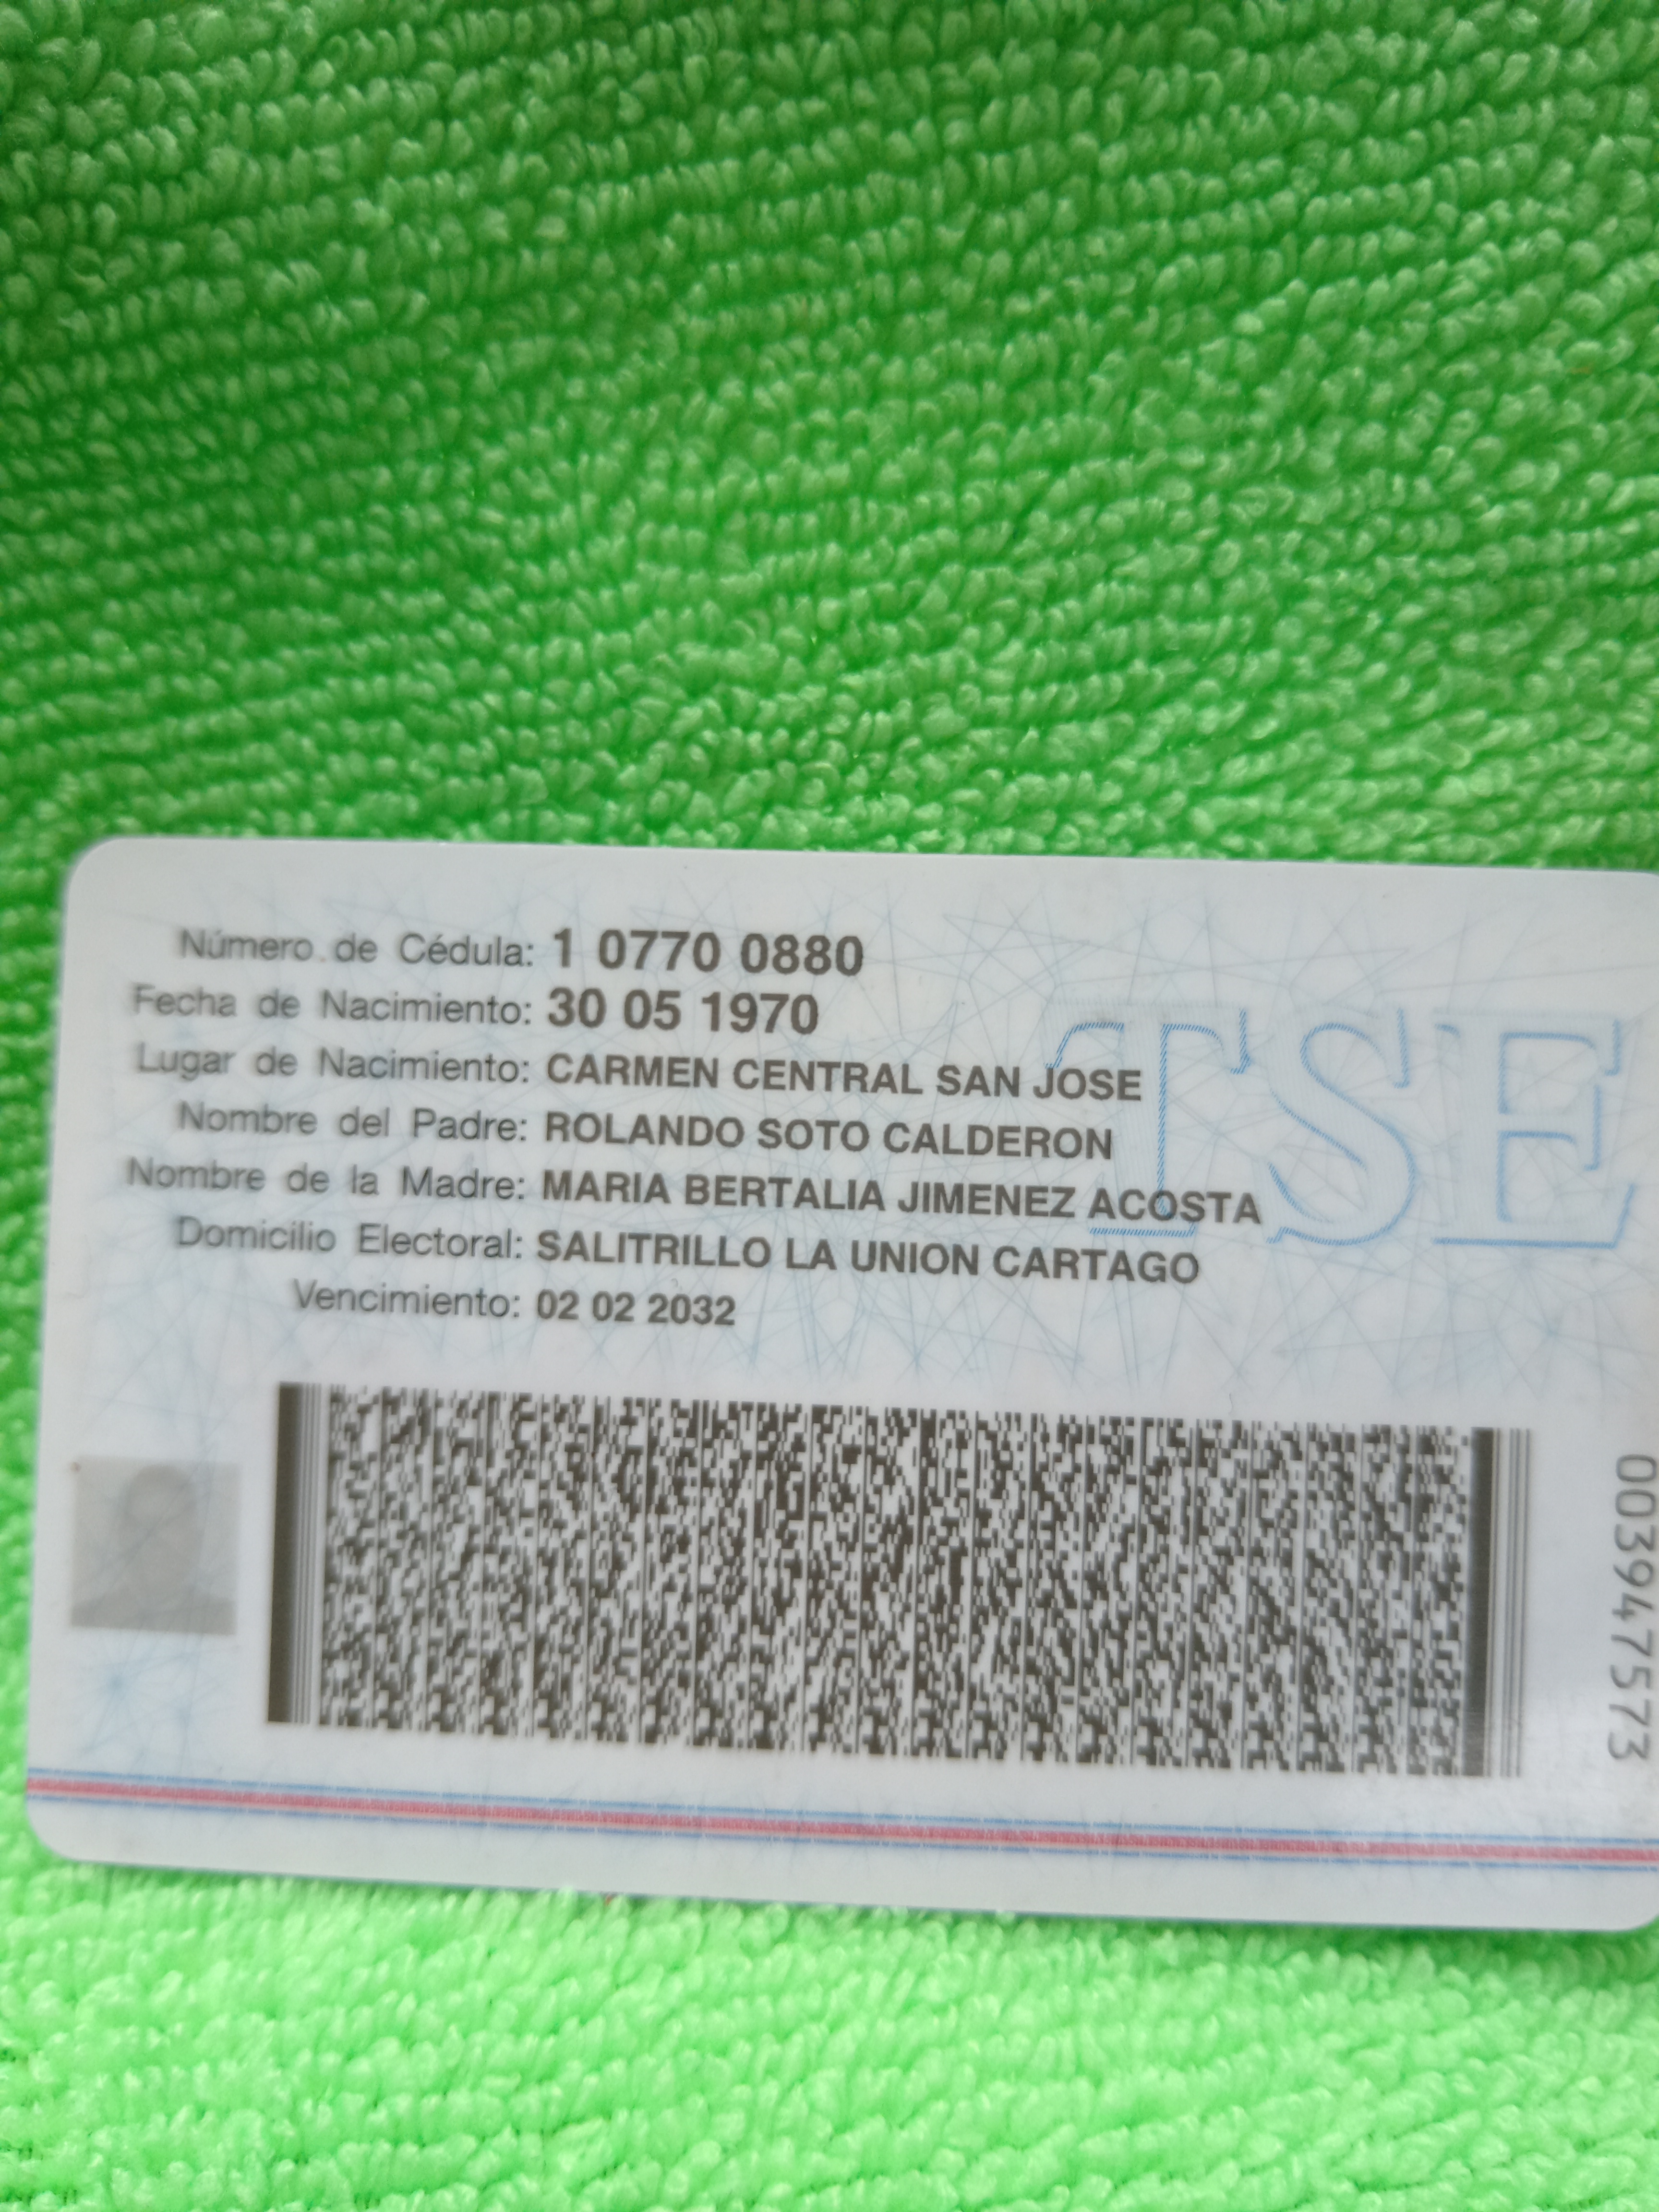 Número de Cédula: 1 0770 0880
Fecha de Nacimiento: 30 05 1970
Lugar de Nacimiento: CARMEN CENTRAL SAN JOSE
Nombre del Padre: ROLANDO SOTO CALDERON
Nombre de la Madre: MARIA BERTALIA JIMENEZ ACOSTA
Domicilio Electoral: SALITRILLO LA UNION CARTAGO
Vencimiento: 02 02 2032
TSE
003947573